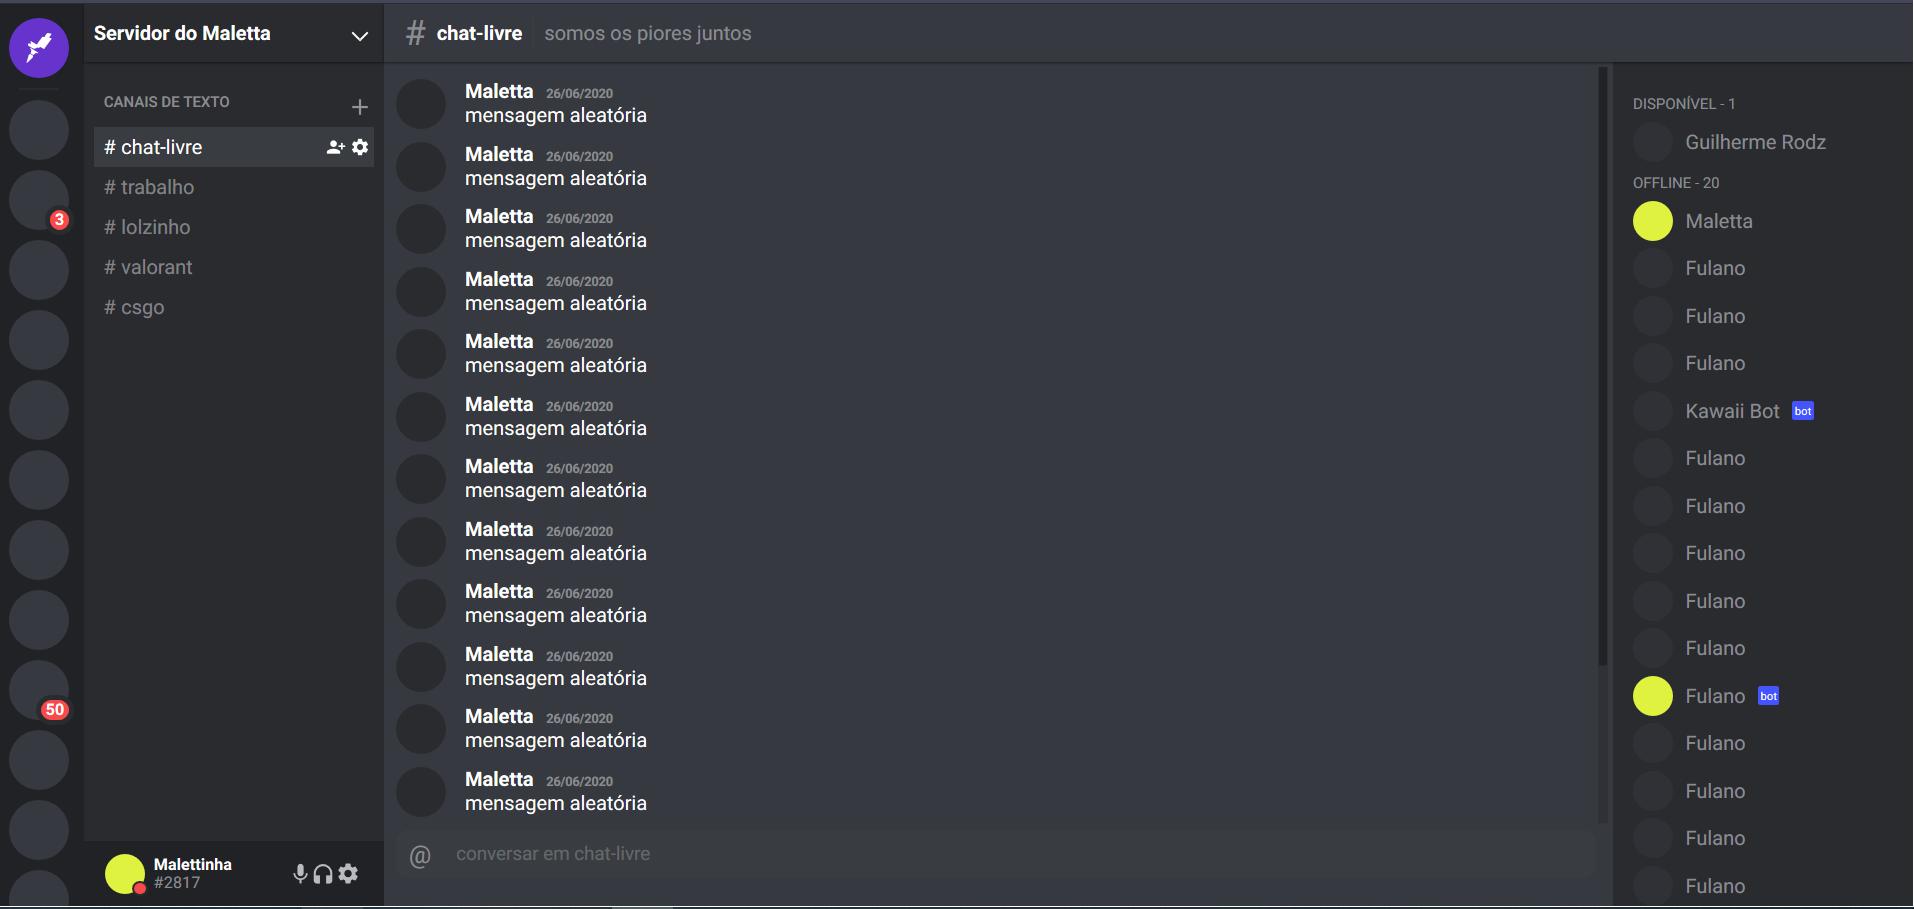 Servidor do Maletta
# chat-livre somos os piores juntos
3
50
CANAIS DE TEXTO
# chat-livre
# trabalho
# lolzinho
# valorant
# csgo
Malettinha
#2817
Maletta 26/06/2020
mensagem aleatória
Maletta 26/06/2020
mensagem aleatória
Maletta 26/06/2020
mensagem aleatória
Maletta 26/06/2020
mensagem aleatória
Maletta 26/06/2020
mensagem aleatória
Maletta 26/06/2020
mensagem aleatória
Maletta 26/06/2020
mensagem aleatória
Maletta 26/06/2020
mensagem aleatória
Maletta 26/06/2020
mensagem aleatória
Maletta 26/06/2020
mensagem aleatória
Maletta 26/06/2020
mensagem aleatória
Maletta 26/06/2020
mensagem aleatória
@ conversar em chat-livre
DISPONÍVEL - 1
Guilherme Rodz
OFFLINE - 20
Maletta
Fulano
Fulano
Fulano
Kawaii Bot bot
Fulano
Fulano
Fulano
Fulano
Fulano
Fulano bot
Fulano
Fulano
Fulano
Fulano